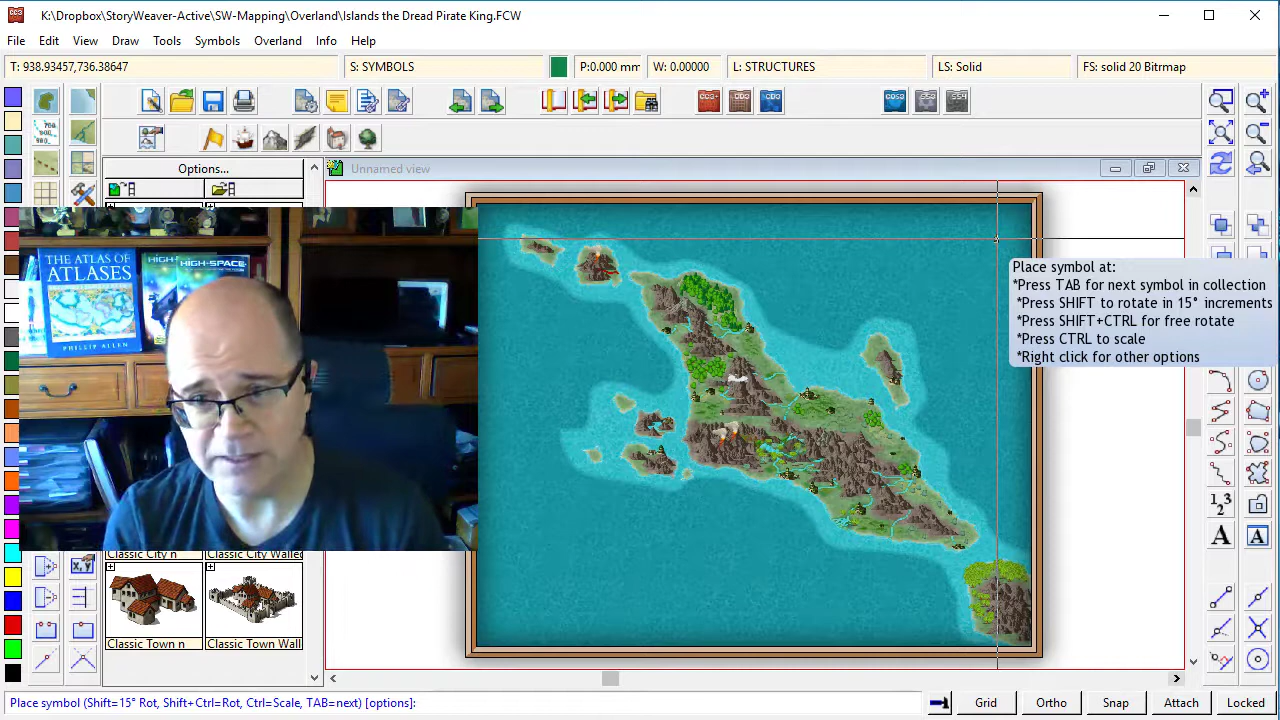 K:\Dropbox\StoryWeaver-Active\SW-Mapping\Overland\Islands the Dread Pirate King.FCW
File Edit View Draw Tools Symbols Overland Info Help
T: 938.93457,736.38647 S: SYMBOLS P:0.000 mm W: 0.00000 L: STRUCTURES LS: Solid FS: solid 20 Bitmap
Options...
Unnamed view
THE ATLAS OF
ATLASES
PHILLIP ALLEN
HIGH-SPACE
Place symbol at:
*Press TAB for next symbol in collection
*Press SHIFT to rotate in 15° increments
*Press SHIFT+CTRL for free rotate
*Press CTRL to scale
*Right click for other options
1,2
A A
x,y
Classic City n Classic City Walled
Classic Town n Classic Town Wall
Place symbol (Shift=15° Rot, Shift+Ctrl=Rot, Ctrl=Scale, TAB=next) [options]:
Grid Ortho Snap Attach Locked